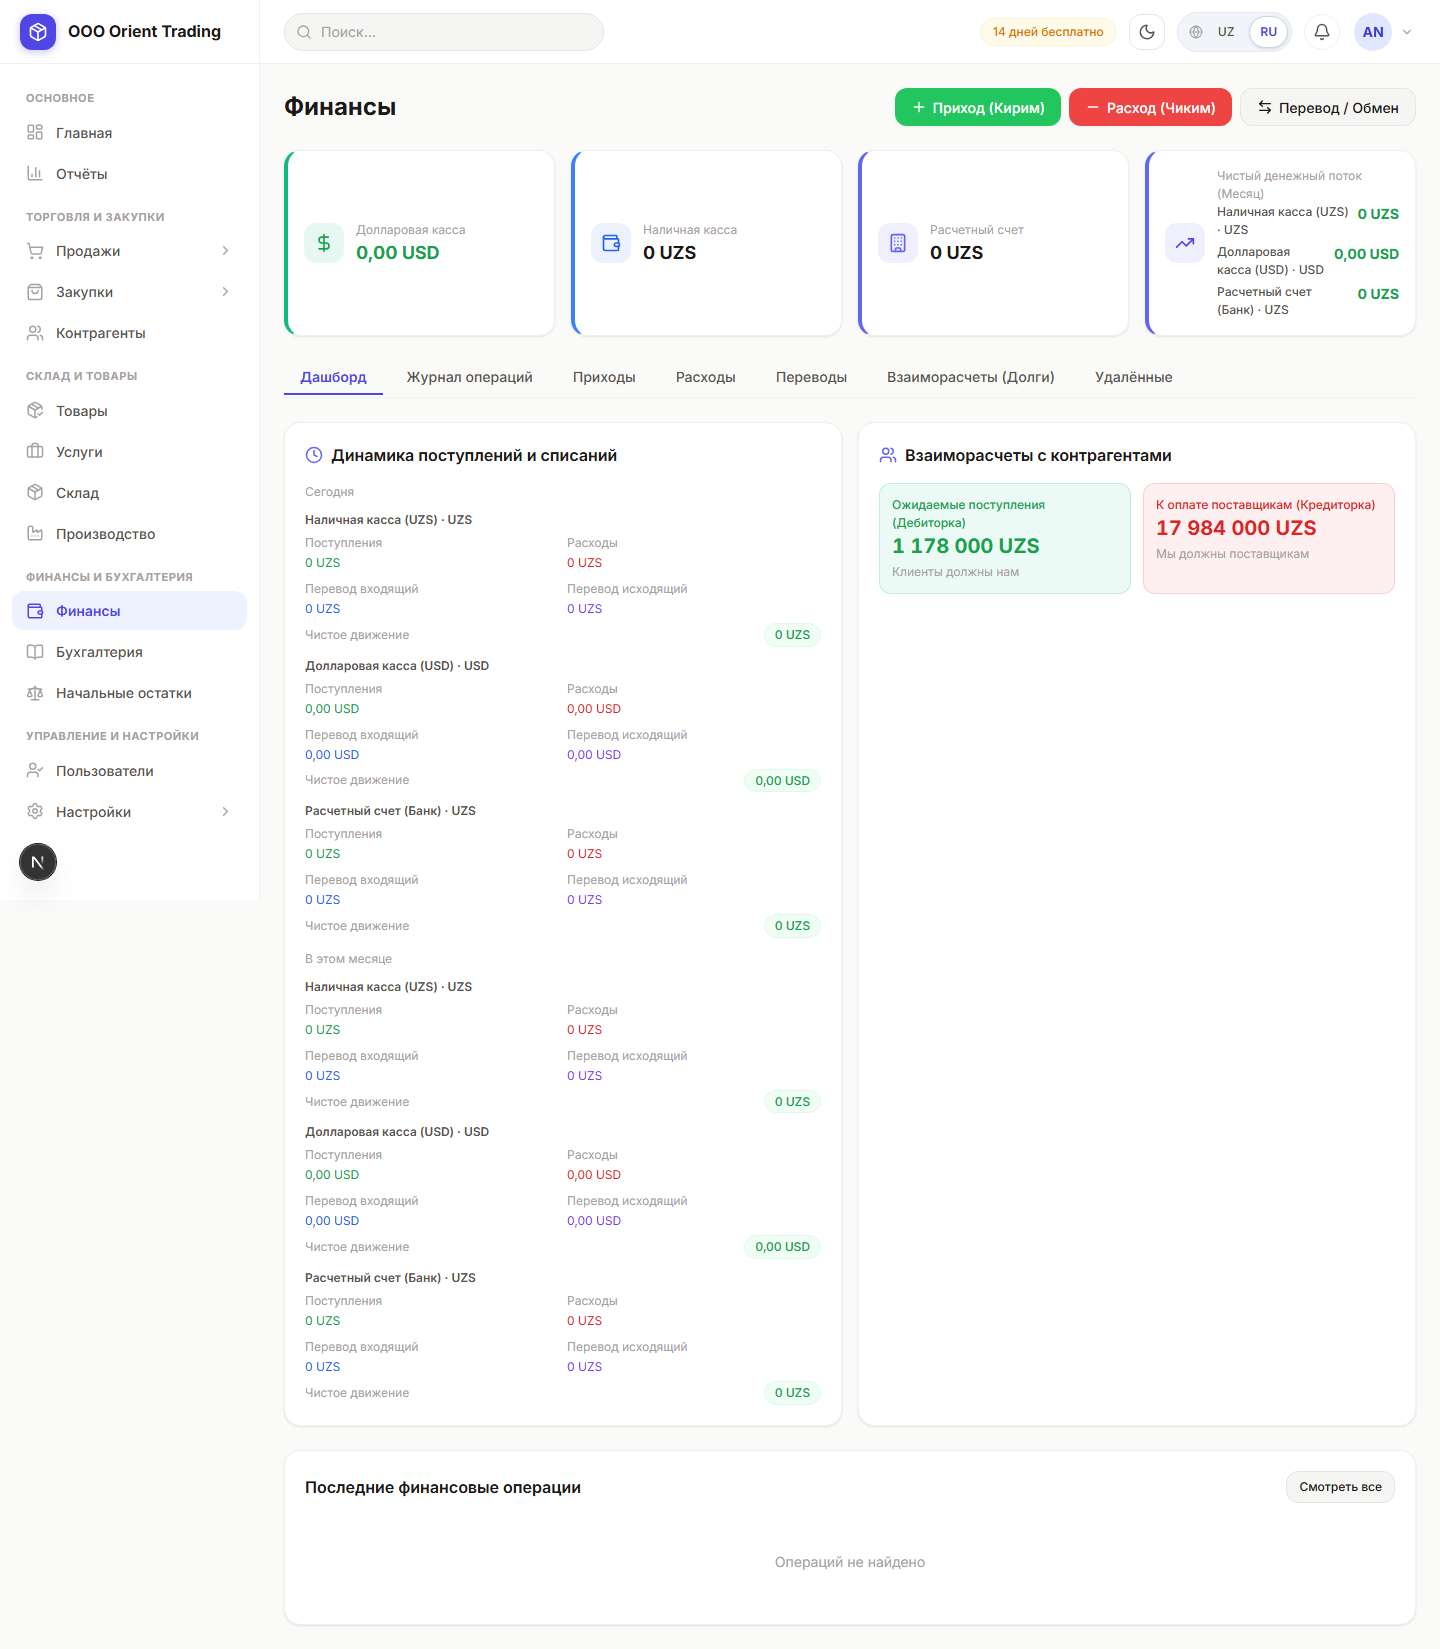 OOO Orient Trading
Поиск...
14 дней бесплатно
UZ
RU
AN
ОСНОВНОЕ
Главная
Отчёты
ТОРГОВЛЯ И ЗАКУПКИ
Продажи
Закупки
Контрагенты
СКЛАД И ТОВАРЫ
Товары
Услуги
Склад
Производство
ФИНАНСЫ И БУХГАЛТЕРИЯ
Финансы
Бухгалтерия
Начальные остатки
УПРАВЛЕНИЕ И НАСТРОЙКИ
Пользователи
Настройки
N
Финансы
Приход (Кирим)
Расход (Чиким)
Перевод / Обмен
Долларовая касса
0,00 USD
Наличная касса
0 UZS
Расчетный счет
0 UZS
Чистый денежный поток
(Месяц)
Наличная касса (UZS)
· UZS
0 UZS
Долларовая
касса (USD) · USD
0,00 USD
Расчетный счет
(Банк) · UZS
0 UZS
Дашборд
Журнал операций
Приходы
Расходы
Переводы
Взаиморасчеты (Долги)
Удалённые
Динамика поступлений и списаний
Сегодня
Наличная касса (UZS) · UZS
Поступления
Расходы
0 UZS
0 UZS
Перевод входящий
Перевод исходящий
0 UZS
0 UZS
Чистое движение
0 UZS
Долларовая касса (USD) · USD
Поступления
Расходы
0,00 USD
0,00 USD
Перевод входящий
Перевод исходящий
0,00 USD
0,00 USD
Чистое движение
0,00 USD
Расчетный счет (Банк) · UZS
Поступления
Расходы
0 UZS
0 UZS
Перевод входящий
Перевод исходящий
0 UZS
0 UZS
Чистое движение
0 UZS
В этом месяце
Наличная касса (UZS) · UZS
Поступления
Расходы
0 UZS
0 UZS
Перевод входящий
Перевод исходящий
0 UZS
0 UZS
Чистое движение
0 UZS
Долларовая касса (USD) · USD
Поступления
Расходы
0,00 USD
0,00 USD
Перевод входящий
Перевод исходящий
0,00 USD
0,00 USD
Чистое движение
0,00 USD
Расчетный счет (Банк) · UZS
Поступления
Расходы
0 UZS
0 UZS
Перевод входящий
Перевод исходящий
0 UZS
0 UZS
Чистое движение
0 UZS
Взаиморасчеты с контрагентами
Ожидаемые поступления
(Дебиторка)
1 178 000 UZS
Клиенты должны нам
К оплате поставщикам (Кредиторка)
17 984 000 UZS
Мы должны поставщикам
Последние финансовые операции
Смотреть все
Операций не найдено